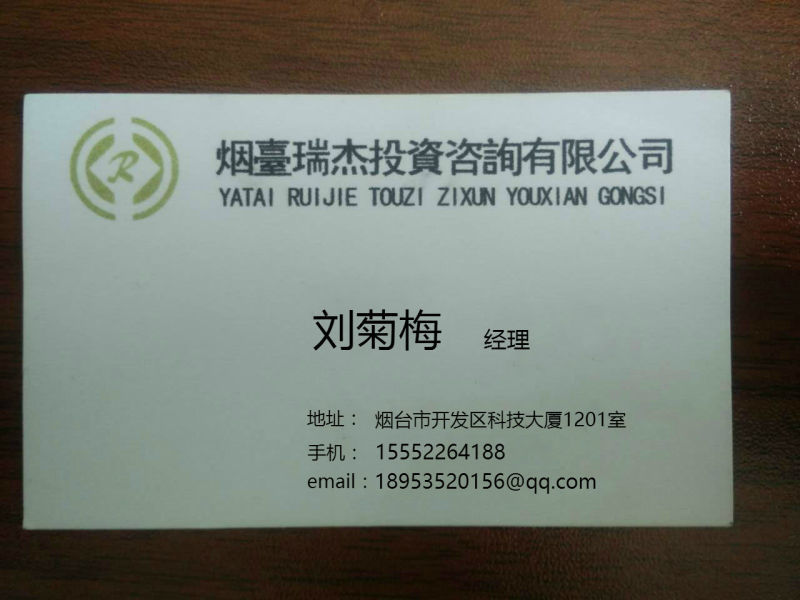 烟臺瑞杰投資咨詢有限公司
YATAI RUIJIE TOUZI ZIXUN YOUXIAN GONGSI
R
刘菊梅 经理
地址： 烟台市开发区科技大厦1201室
手机： 15552264188
email：18953520156@qq.com